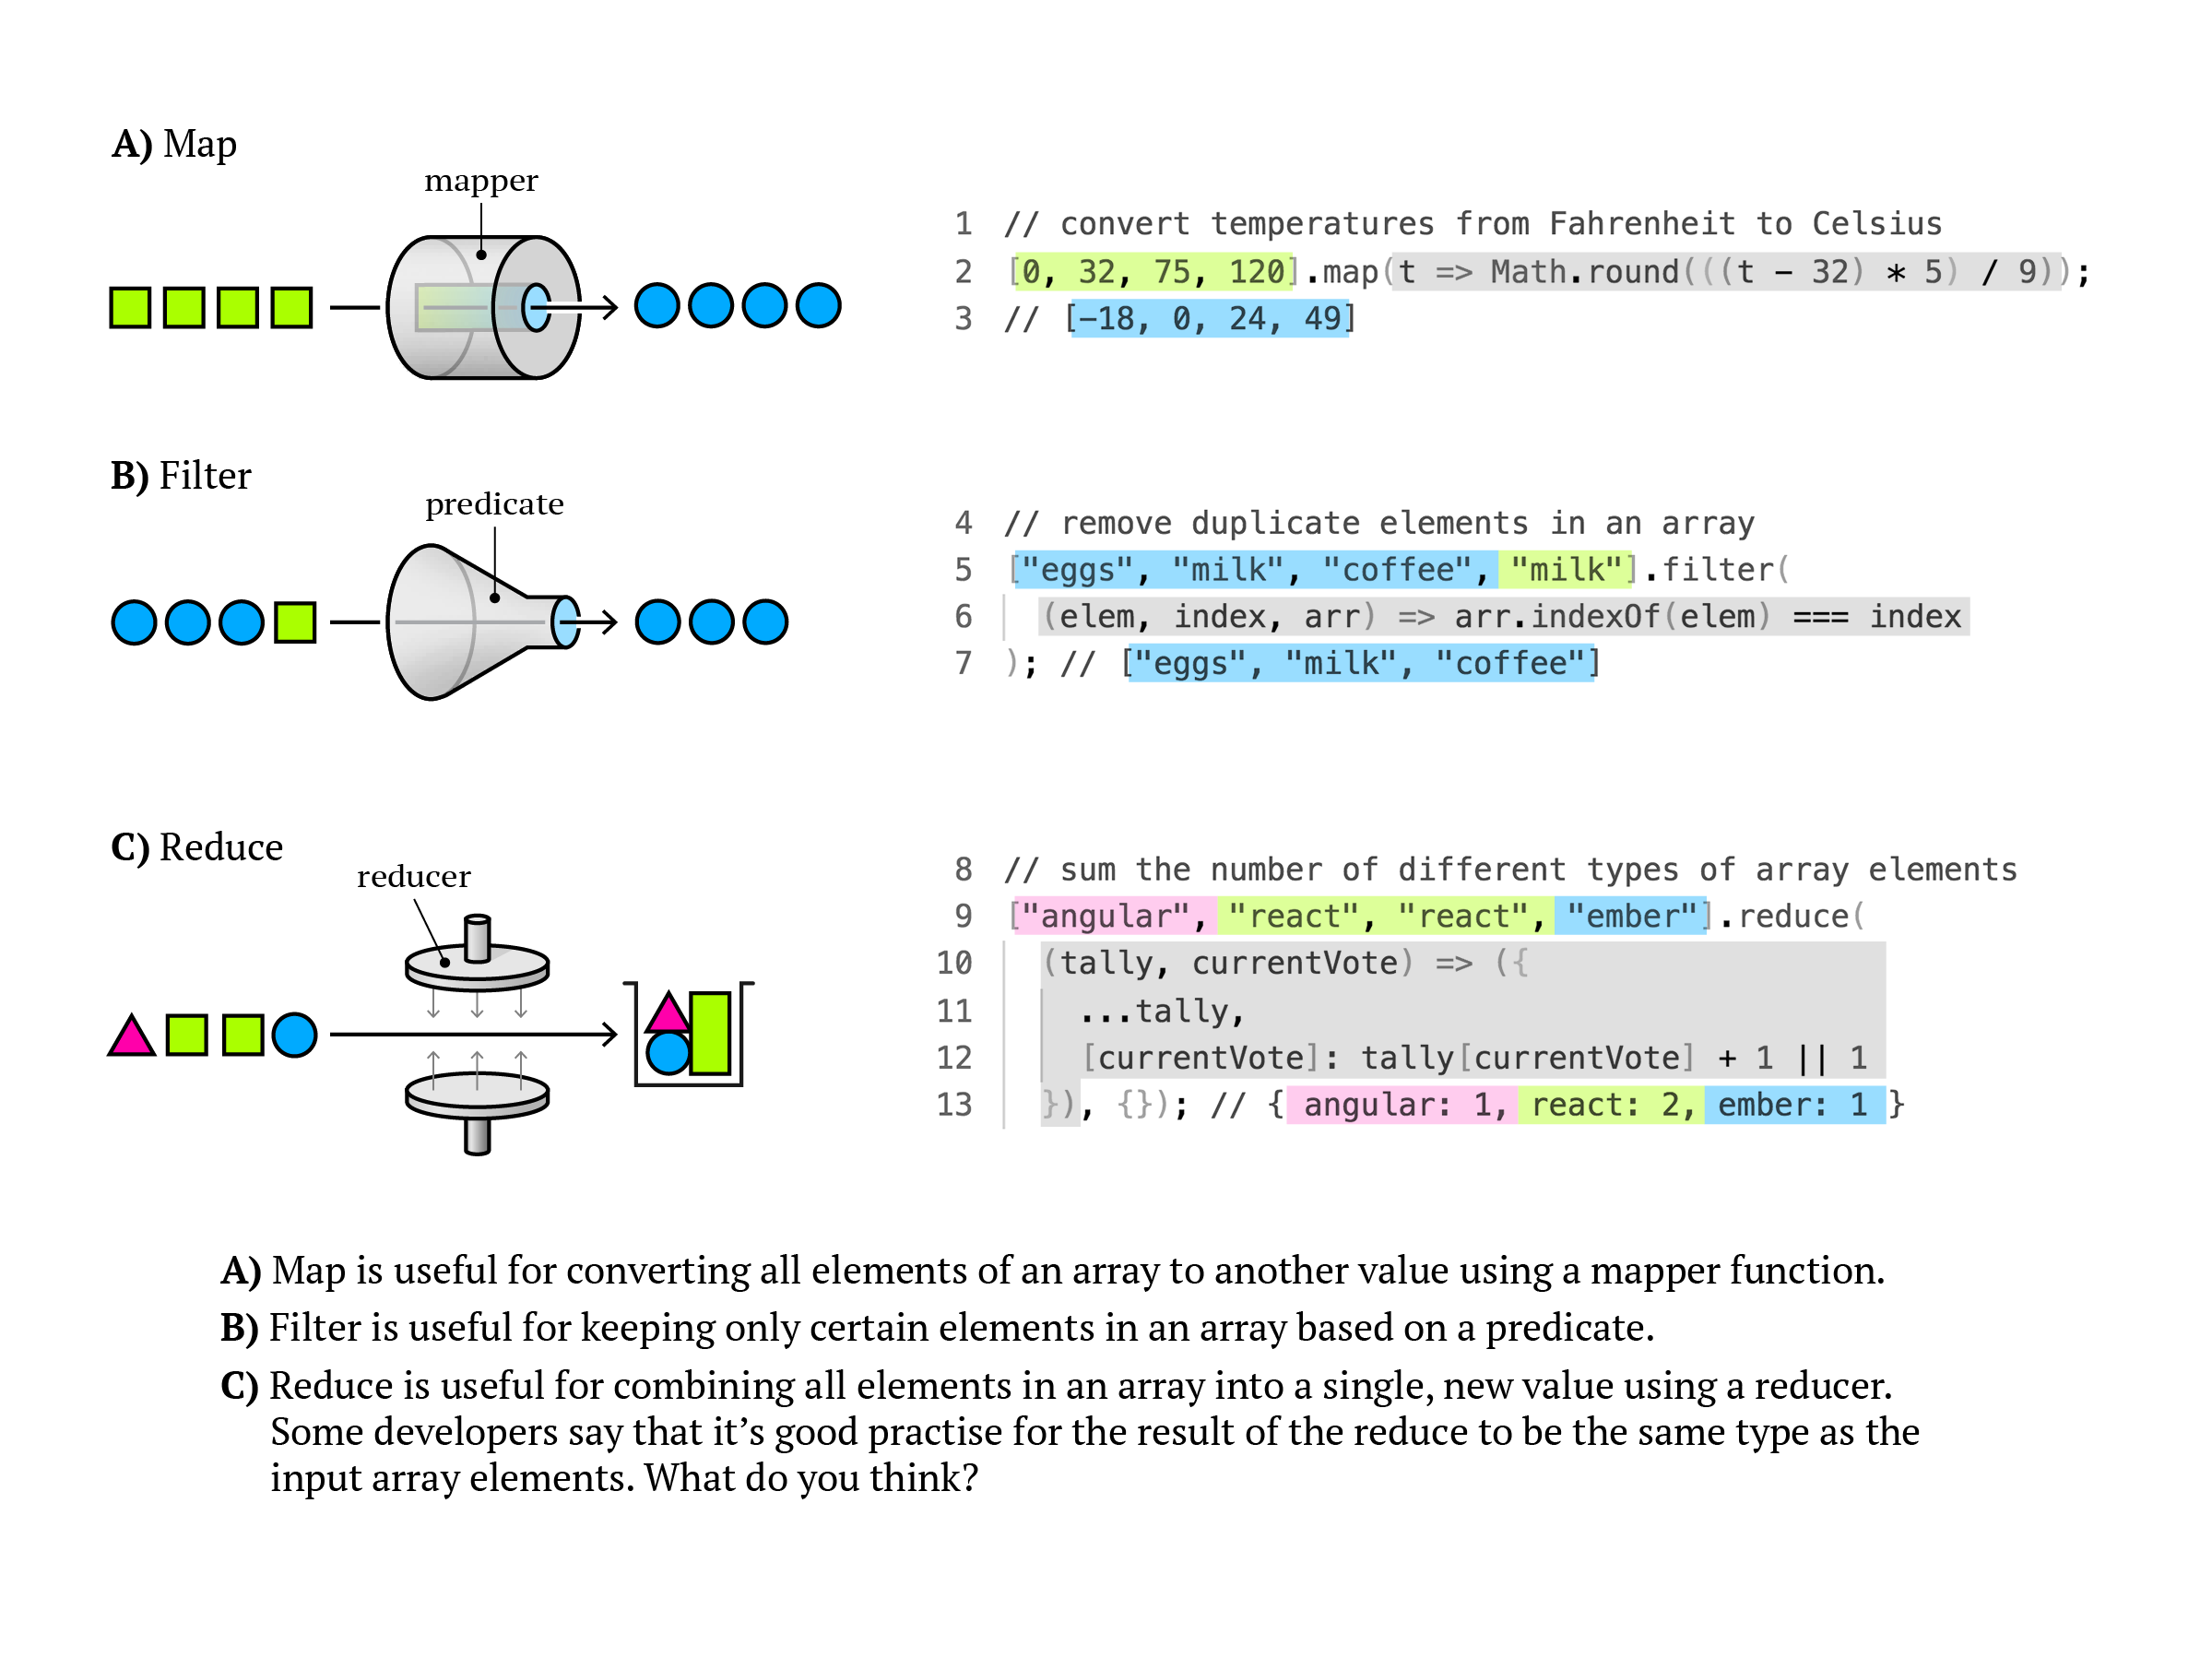 A) Map
mapper
1 // convert temperatures from Fahrenheit to Celsius
2 [0, 32, 75, 120].map(t => Math.round(((t − 32) * 5) / 9));
3 // [−18, 0, 24, 49]
B) Filter
predicate
4 // remove duplicate elements in an array
5 ["eggs", "milk", "coffee", "milk"].filter(
6 (elem, index, arr) => arr.indexOf(elem) === index
7 ); // ["eggs", "milk", "coffee"]
C) Reduce
reducer
8 // sum the number of different types of array elements
9 ["angular", "react", "react", "ember"].reduce(
10 (tally, currentVote) => ({
11 ...tally,
12 [currentVote]: tally[currentVote] + 1 || 1
13 }), {}); // { angular: 1, react: 2, ember: 1 }
A) Map is useful for converting all elements of an array to another value using a mapper function.
B) Filter is useful for keeping only certain elements in an array based on a predicate.
C) Reduce is useful for combining all elements in an array into a single, new value using a reducer.
Some developers say that it’s good practise for the result of the reduce to be the same type as the
input array elements. What do you think?